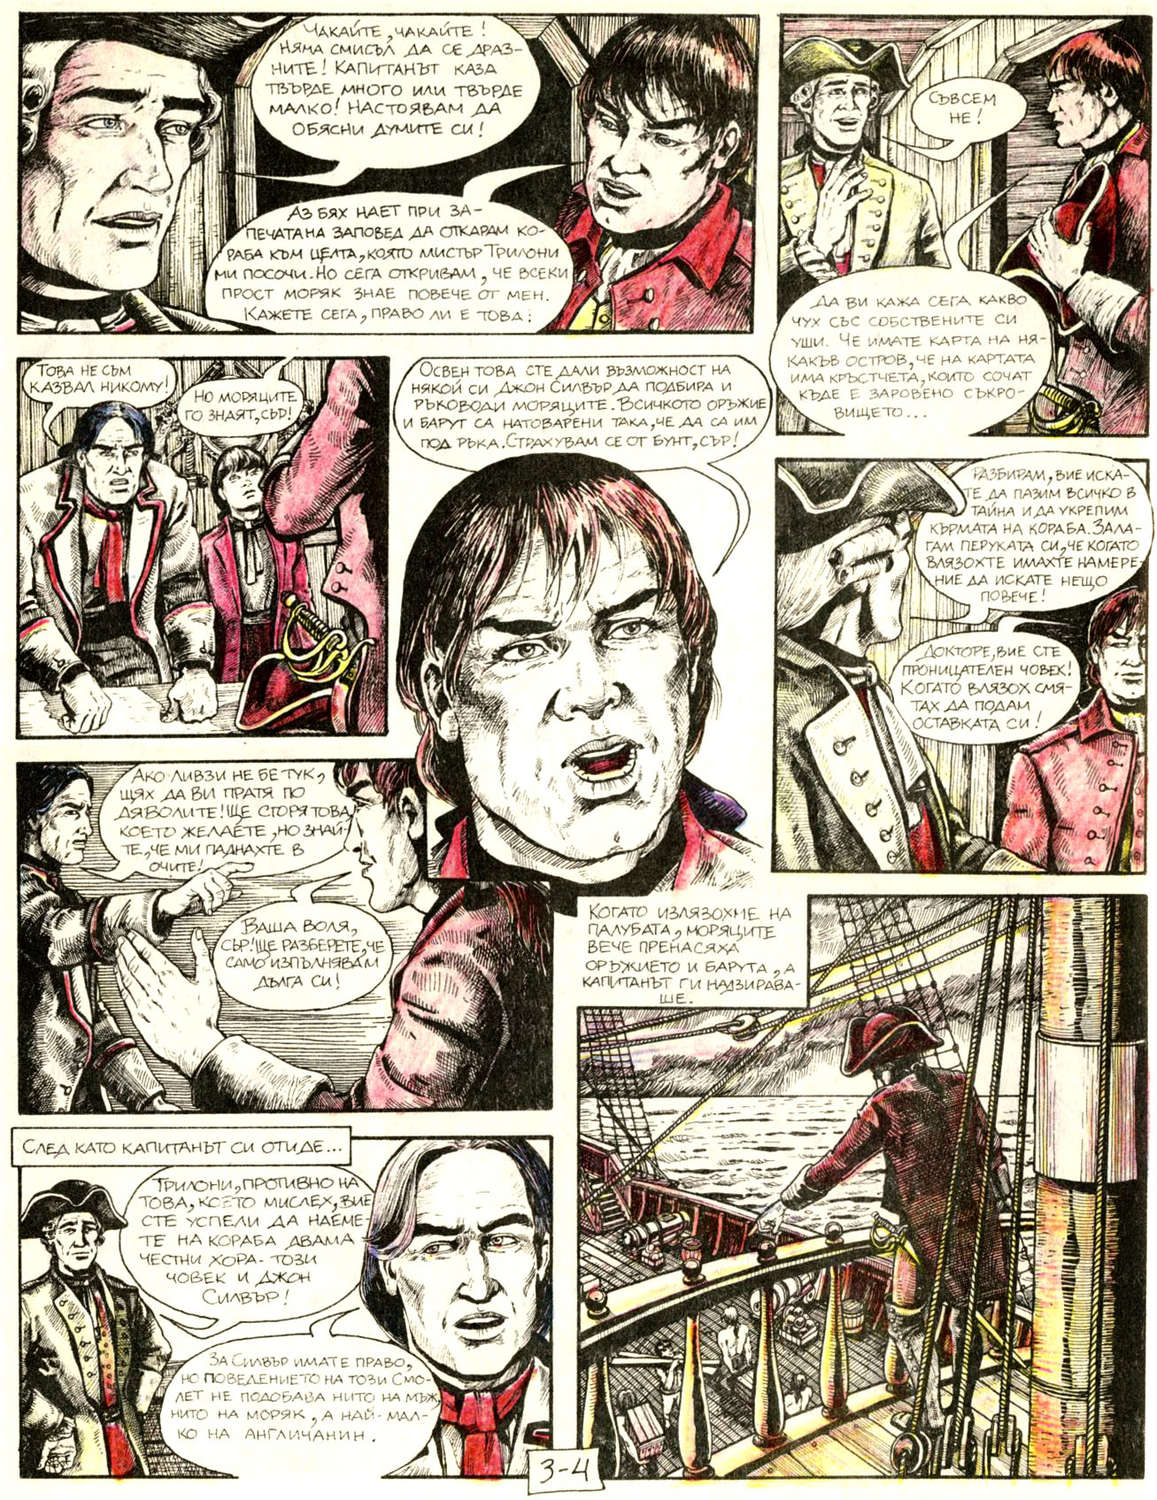 ЧАКАЙТЕ, ЧАКАЙТЕ!
НЯМА СМИСЪЛ ДА СЕ ДРАЗ-
НИТЕ! КАПИТАНЪТ КАЗА
ТВЪРДЕ МНОГО ИЛИ ТВЪРДЕ
МАЛКО! НАСТОЯВАМ ДА
ОБЯСНИ ДУМИТЕ СИ!
АЗ БЯХ НАЕТ ПРИ ЗА-
ПЕЧАТАНА ЗАПОВЕД ДА ОТКАРАМ КО-
РАБА КЪМ ЦЕЛТА, КОЯТО МИСТЪР ТРИЛОНИ
МИ ПОСОЧИ. НО СЕГА ОТКРИВАМ, ЧЕ ВСЕКИ
ПРОСТ МОРЯК ЗНАЕ ПОВЕЧЕ ОТ МЕН.
КАЖЕТЕ СЕГА, ПРАВО ЛИ Е ТОВА?
СЪВСЕМ
НЕ!
ДА ВИ КАЖА СЕГА КАКВО
ЧУХ СЪС СОБСТВЕНИТЕ СИ
УШИ. ЧЕ ИМАТЕ КАРТА НА НЯ-
КАКЪВ ОСТРОВ, ЧЕ НА КАРТАТА
ИМА КРЪСТЧЕТА, КОИТО СОЧАТ
КЪДЕ Е ЗАРОВЕНО СЪКРО-
ВИЩЕТО...
ТОВА НЕ СЪМ
КАЗВАЛ НИКОМУ!
НО МОРЯЦИТЕ
ГО ЗНАЯТ, СЪР!
ОСВЕН ТОВА СТЕ ДАЛИ ВЪЗМОЖНОСТ НА
НЯКОЙ СИ ДЖОН СИЛВЪР ДА ПОДБИРА И
РЪКОВОДИ МОРЯЦИТЕ. ВСИЧКОТО ОРЪЖИЕ
И БАРУТ СА НАТОВАРЕНИ ТАКА, ЧЕ ДА СА ИМ
ПОД РЪКА. СТРАХУВАМ СЕ ОТ БУНТ, СЪР!
РАЗБИРАМ, ВИЕ ИСКА-
ТЕ ДА ПАЗИМ ВСИЧКО В
ТАЙНА И ДА УКРЕПИМ
КЪРМАТА НА КОРАБА. ЗАЛА-
ГАМ ПЕРУКАТА СИ, ЧЕ КОГАТО
ВЛЯЗОХТЕ ИМАХТЕ НАМЕРЕ-
НИЕ ДА ИСКАТЕ НЕЩО
ПОВЕЧЕ!
ДОКТОРЕ, ВИЕ СТЕ
ПРОНИЦАТЕЛЕН ЧОВЕК!
КОГАТО ВЛЯЗОХ СМЯ-
ТАХ ДА ПОДАМ
ОСТАВКАТА СИ!
АКО ЛИВЗИ НЕ БЕ ТУК,
ЩЯХ ДА ВИ ПРАТЯ ПО
ДЯВОЛИТЕ! ЩЕ СТОРЯ ТОВА,
КОЕТО ЖЕЛАЕТЕ, НО ЗНАЙ-
ТЕ, ЧЕ МИ ПАДНАХТЕ В
ОЧИТЕ!
ВАША ВОЛЯ,
СЪР! ЩЕ РАЗБЕРЕТЕ, ЧЕ
САМО ИЗПЪЛНЯВАМ
ДЪЛГА СИ!
КОГАТО ИЗЛЯЗОХМЕ НА
ПАЛУБАТА, МОРЯЦИТЕ
ВЕЧЕ ПРЕНАСЯХА
ОРЪЖИЕТО И БАРУТА, А
КАПИТАНЪТ ГИ НАДЗИРАВА-
ШЕ.
СЛЕД КАТО КАПИТАНЪТ СИ ОТИДЕ...
ТРИЛОНИ, ПРОТИВНО НА
ТОВА, КОЕТО МИСЛЕХ, ВИЕ
СТЕ УСПЕЛИ ДА НАЕМЕ-
ТЕ НА КОРАБА ДВАМА
ЧЕСТНИ ХОРА - ТОЗИ
ЧОВЕК И ДЖОН
СИЛВЪР!
ЗА СИЛВЪР ИМАТЕ ПРАВО,
НО ПОВЕДЕНИЕТО НА ТОЗИ СМО-
ЛЕТ НЕ ПОДОБАВА НИТО НА МЪЖ,
НИТО НА МОРЯК, А НАЙ-МАЛ-
КО НА АНГЛИЧАНИН.
3-4